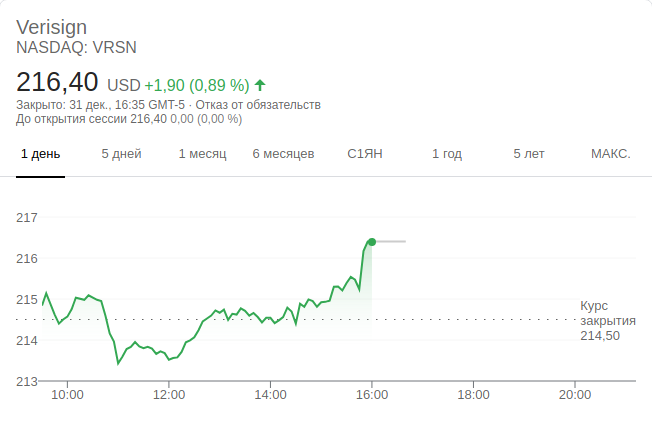 Verisign
NASDAQ: VRSN
216,40 USD +1,90 (0,89 %)
Закрыто: 31 дек., 16:35 GMT-5 · Отказ от обязательств
До открытия сессии 216,40 0,00 (0,00 %)
1 день 5 дней 1 месяц 6 месяцев С1ЯН 1 год 5 лет МАКС.
217
216
215
214
213
Курс
закрытия
214,50
10:00 12:00 14:00 16:00 18:00 20:00